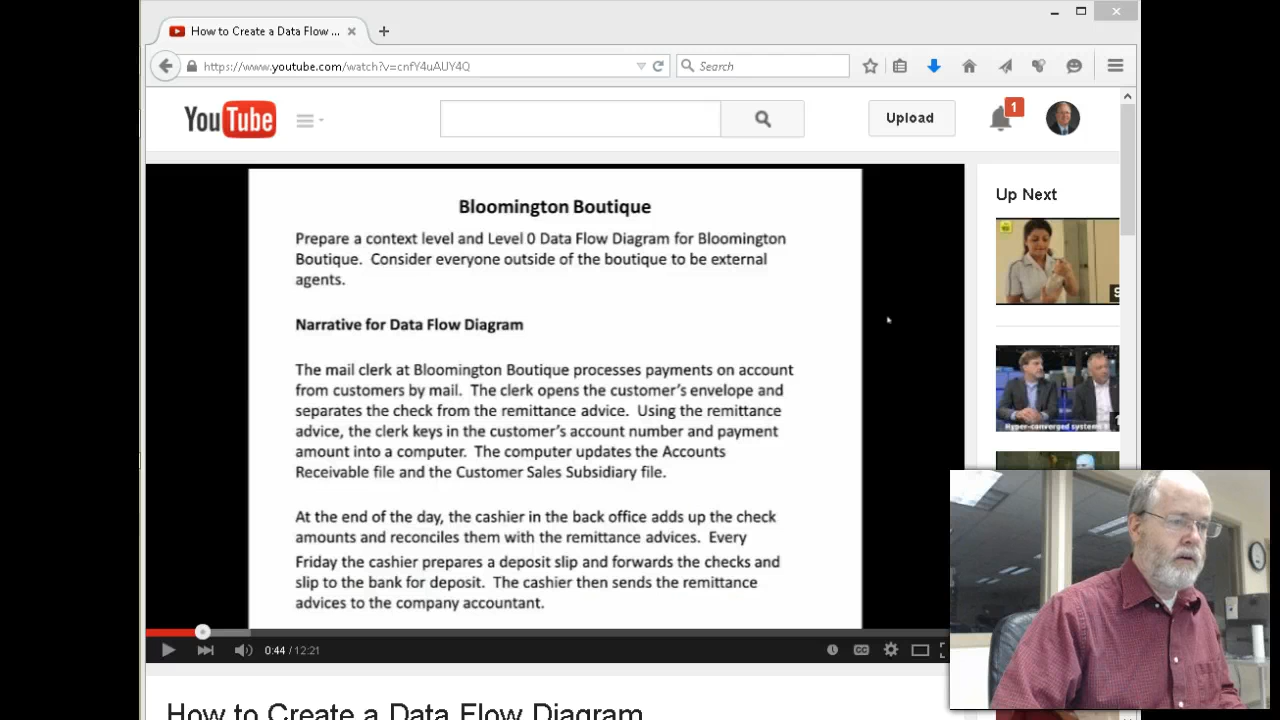 How to Create a Data Flow ...
https://www.youtube.com/watch?v=cnfY4uAUY4Q
Search
YouTube
Upload
1
Up Next
Bloomington Boutique
Prepare a context level and Level 0 Data Flow Diagram for Bloomington
Boutique. Consider everyone outside of the boutique to be external
agents.
Narrative for Data Flow Diagram
The mail clerk at Bloomington Boutique processes payments on account
from customers by mail. The clerk opens the customer's envelope and
separates the check from the remittance advice. Using the remittance
advice, the clerk keys in the customer's account number and payment
amount into a computer. The computer updates the Accounts
Receivable file and the Customer Sales Subsidiary file.
At the end of the day, the cashier in the back office adds up the check
amounts and reconciles them with the remittance advices. Every
Friday the cashier prepares a deposit slip and forwards the checks and
slip to the bank for deposit. The cashier then sends the remittance
advices to the company accountant.
Hyper-converged systems
0:44 / 12:21
CC
How to Create a Data Flow Diagram